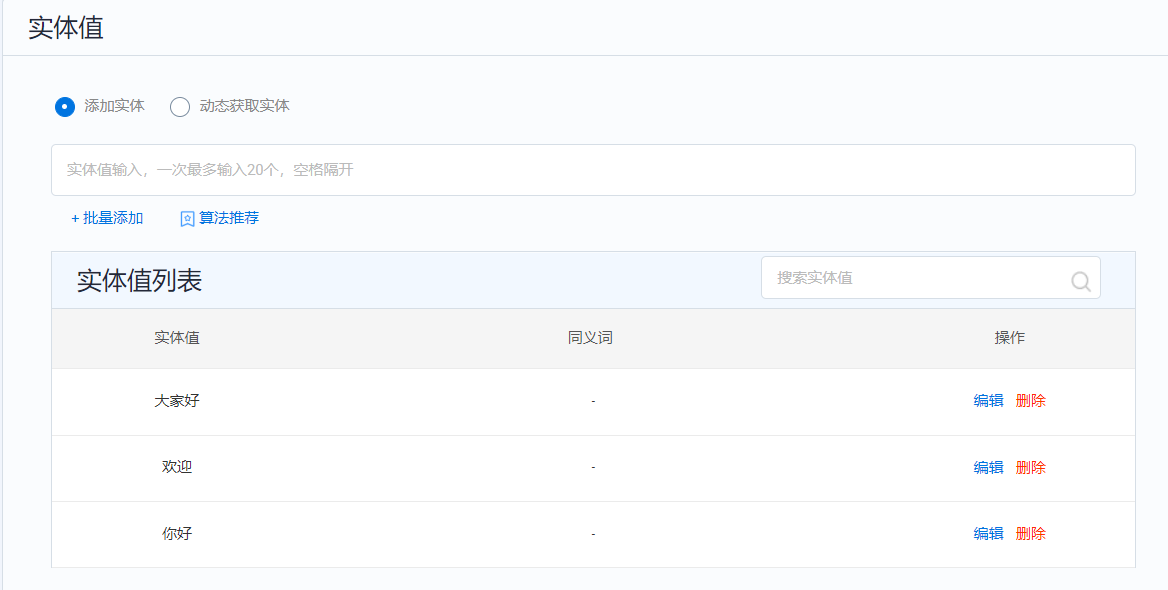 实体值
添加实体 动态获取实体
实体值输入，一次最多输入20个，空格隔开
+ 批量添加 算法推荐
实体值列表 搜索实体值
实体值 同义词 操作
大家好 - 编辑 删除
欢迎 - 编辑 删除
你好 - 编辑 删除